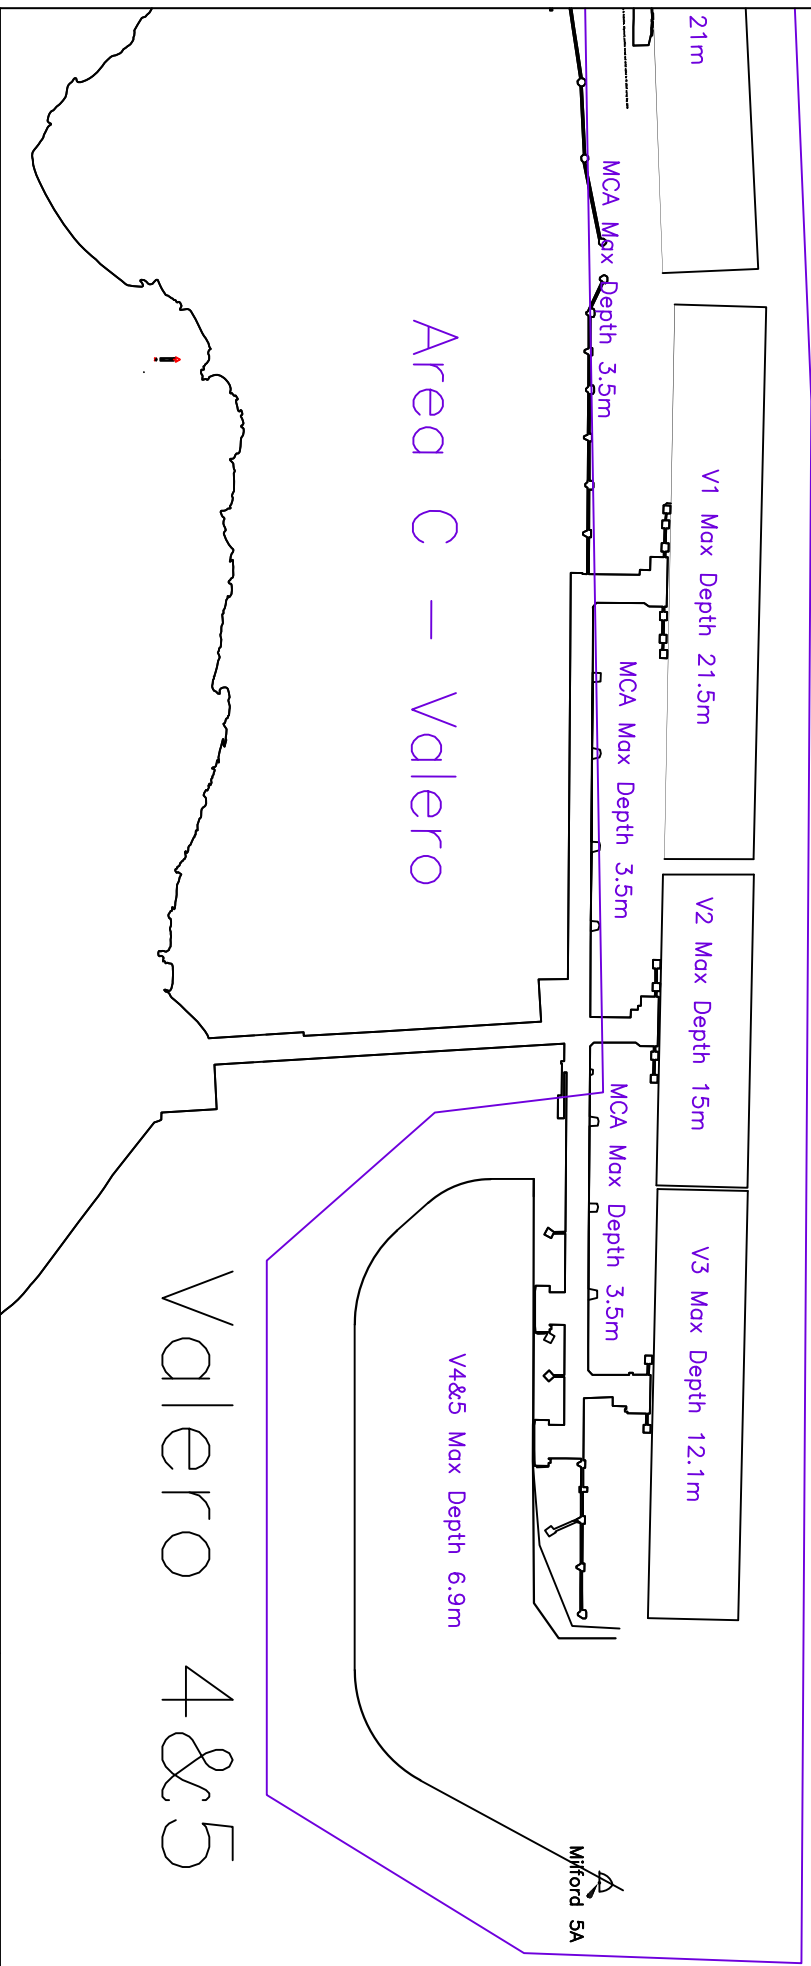 21m
MCA Max Depth 3.5m
V1 Max Depth 21.5m
Area C – Valero
MCA Max Depth 3.5m
V2 Max Depth 15m
MCA Max Depth 3.5m
V3 Max Depth 12.1m
V4&5 Max Depth 6.9m
Valero 4&5
Milford 5A